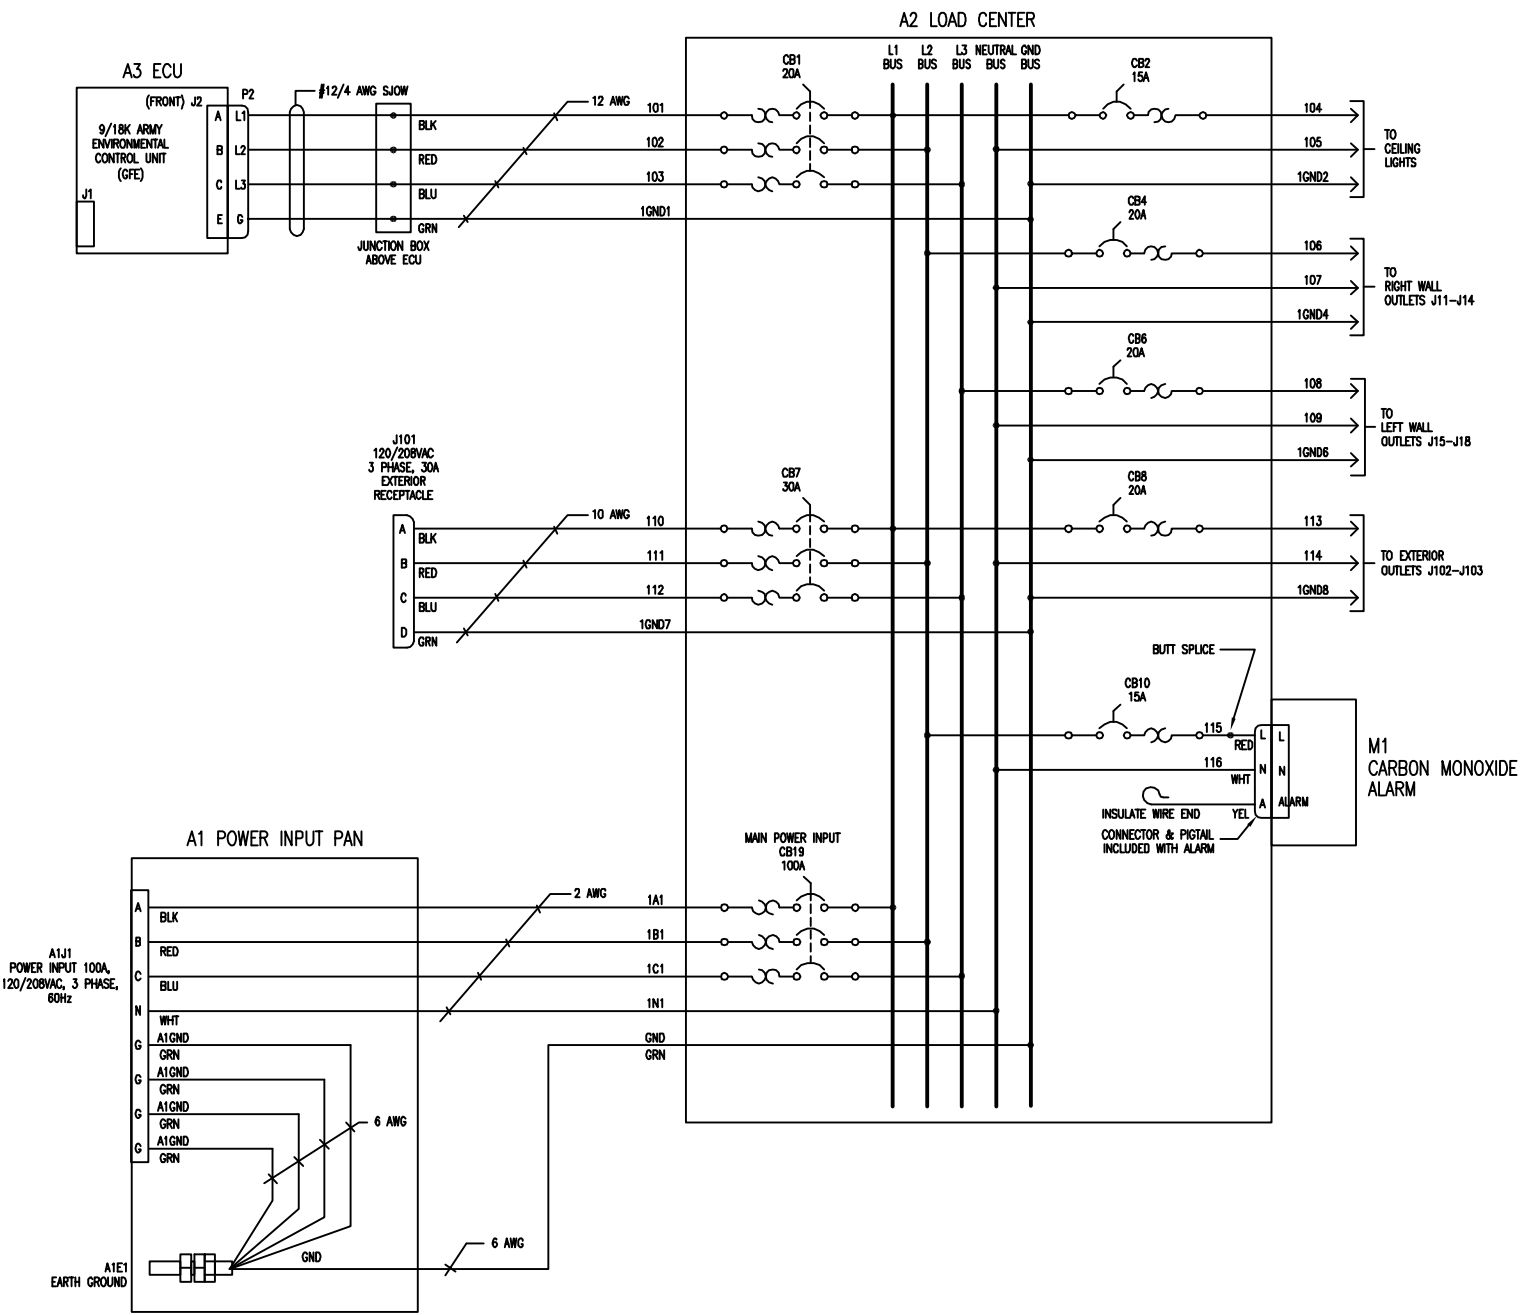 A2 LOAD CENTER
L1
BUS
L2
BUS
L3
BUS
NEUTRAL
BUS
GND
BUS
A3 ECU
(FRONT) J2
P2
#12/4 AWG SJOW
9/18K ARMY
ENVIRONMENTAL
CONTROL UNIT
(GFE)
J1
A L1
B L2
C L3
E G
BLK
RED
BLU
GRN
JUNCTION BOX
ABOVE ECU
12 AWG
101
102
103
1GND1
CB1
20A
CB2
15A
104
105
1GND2
TO
CEILING
LIGHTS
CB4
20A
106
107
1GND4
TO
RIGHT WALL
OUTLETS J11-J14
CB6
20A
108
109
1GND6
TO
LEFT WALL
OUTLETS J15-J18
J101
120/208VAC
3 PHASE, 30A
EXTERIOR
RECEPTACLE
A
B
C
D
BLK
RED
BLU
GRN
10 AWG
110
111
112
1GND7
CB7
30A
CB8
20A
113
114
1GND8
TO EXTERIOR
OUTLETS J102-J103
BUTT SPLICE
CB10
15A
115
RED
116
WHT
YEL
L L
N N
A ALARM
INSULATE WIRE END
CONNECTOR & PIGTAIL
INCLUDED WITH ALARM
M1
CARBON MONOXIDE
ALARM
A1 POWER INPUT PAN
MAIN POWER INPUT
CB19
100A
2 AWG
1A1
1B1
1C1
1N1
GND
GRN
A1J1
POWER INPUT 100A,
120/208VAC, 3 PHASE,
60Hz
A
BLK
B
RED
C
BLU
N
WHT
G
A1GND
GRN
G
A1GND
GRN
G
A1GND
GRN
G
A1GND
GRN
6 AWG
6 AWG
GND
A1E1
EARTH GROUND